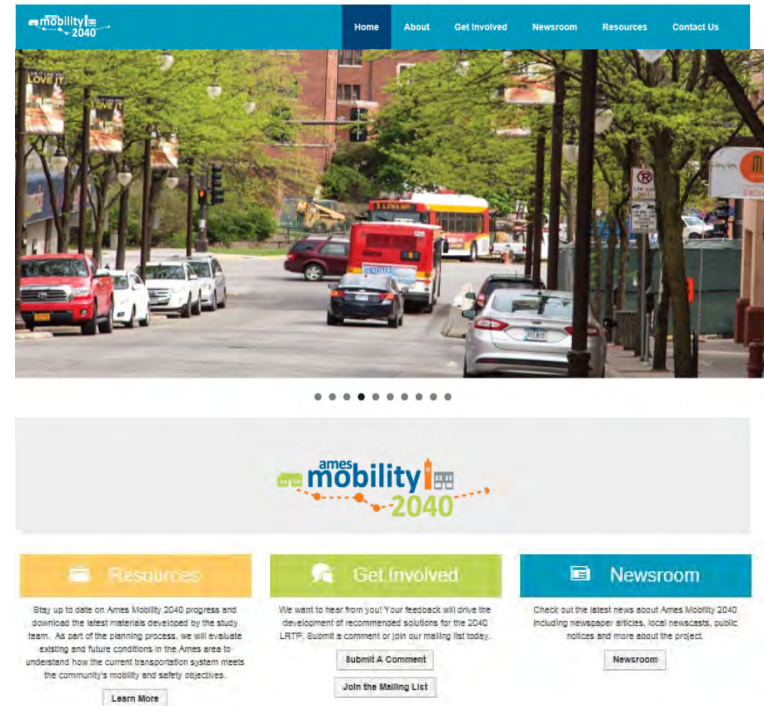 mobility
2040
Home About Get Involved Newsroom Resources Contact Us
LOVE IT
126
M
ames
mobility
2040
Resources
Stay up to date on Ames Mobility 2040 progress and
download the latest materials developed by the study
team. As part of the planning process, we will evaluate
existing and future conditions in the Ames area to
understand how the current transportation system meets
the community's mobility and safety objectives.
Learn More
Get Involved
We want to hear from you! Your feedback will drive the
development of recommended solutions for the 2040
LRTP. Submit a comment or join our mailing list today.
Submit A Comment
Join the Mailing List
Newsroom
Check out the latest news about Ames Mobility 2040
including newspaper articles, local newscasts, public
notices and more about the project.
Newsroom